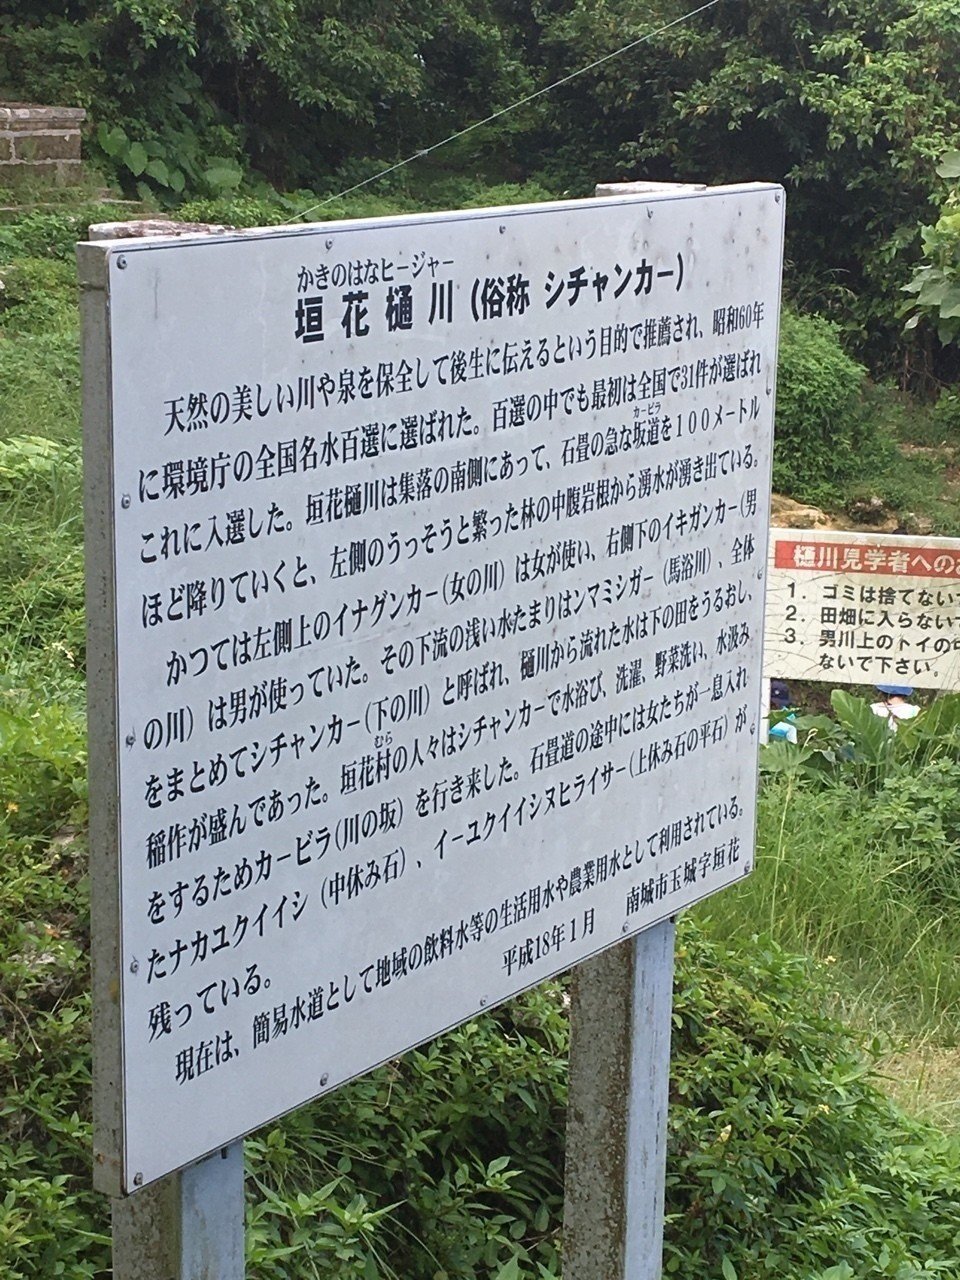 かきのはなヒージャー
垣花樋川（俗称 シチャンカー）
天然の美しい川や泉を保全して後生に伝えるという目的で推薦され、昭和60年
に環境庁の全国名水百選に選ばれた。百選の中でも最初は全国で31件が選ばれ
カービラ
これに入選した。垣花樋川は集落の南側にあって、石畳の急な坂道を１００メートル
ほど降りていくと、左側のうっそうと繁った林の中腹岩根から湧水が湧き出ている。
かつては左側上のイナグンカー（女の川）は女が使い、右側下のイキガンカー（男
の川）は男が使っていた。その下流の浅い水たまりはンマミシガー（馬浴川）、全体
をまとめてシチャンカー（下の川）と呼ばれ、樋川から流れた水は下の田をうるおし、
むら
稲作が盛んであった。垣花村の人々はシチャンカーで水浴び、洗濯、野菜洗い、水汲み
をするためカービラ（川の坂）を行き来した。石畳道の途中には女たちが一息入れ
たナカユクイイシ（中休み石）、イーユクイイシヌヒライサー（上休み石の平石）が
残っている。
現在は、簡易水道として地域の飲料水等の生活用水や農業用水として利用されている。
平成18年１月　南城市玉城字垣花
樋川見学者への
1．ゴミは捨てない
2．田畑に入らない
3．男川上のトイの
ないで下さい。